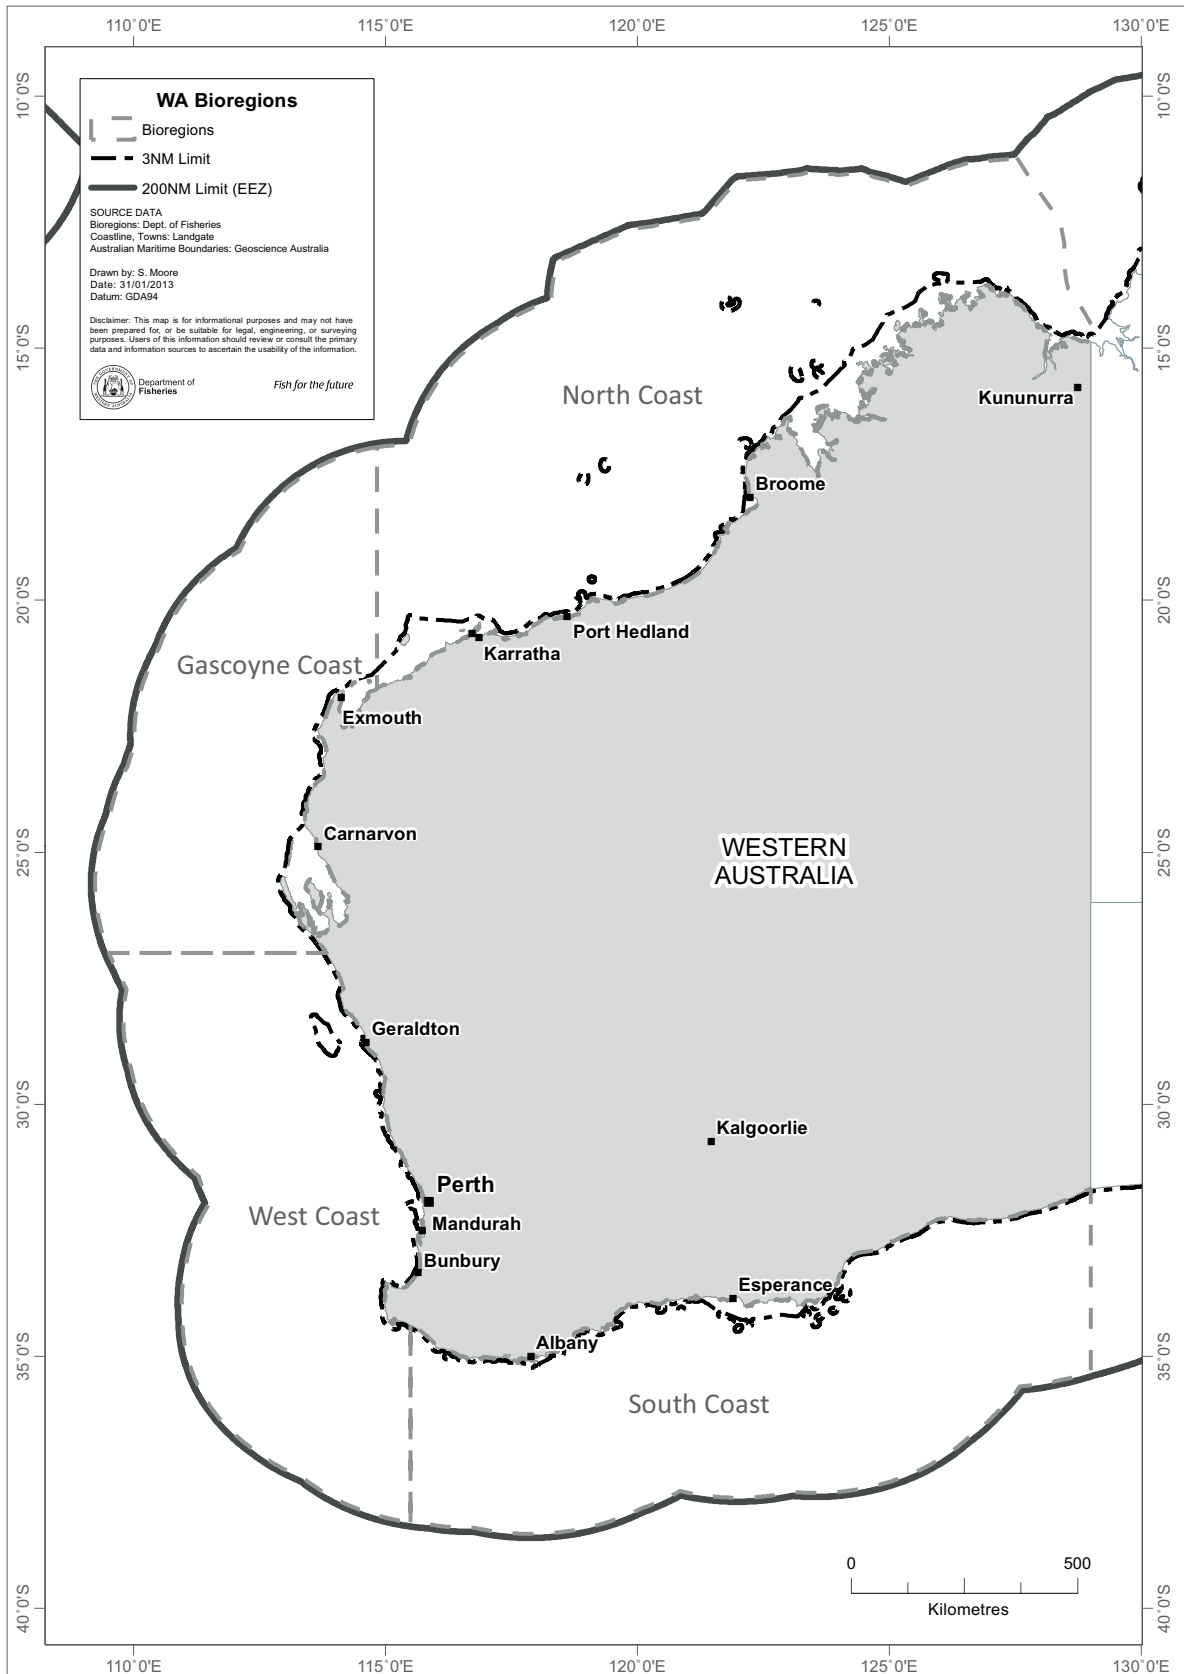 110°0'E 115°0'E 120°0'E 125°0'E 130°0'E
10°0'S
10°0'S
WA Bioregions
Bioregions
3NM Limit
200NM Limit (EEZ)
SOURCE DATA
Bioregions: Dept. of Fisheries
Coastline, Towns: Landgate
Australian Maritime Boundaries: Geoscience Australia
Drawn by: S. Moore
Date: 31/01/2013
Datum: GDA94
Disclaimer: This map is for informational purposes and may not have
been prepared for, or be suitable for legal, engineering, or surveying
purposes. Users of this information should review or consult the primary
data and information sources to ascertain the usability of the information.
THE GOVERNMENT OF
WESTERN AUSTRALIA
Department of
Fisheries
Fish for the future
15°0'S
15°0'S
North Coast
Kununurra
Broome
20°0'S
20°0'S
Port Hedland
Karratha
Gascoyne Coast
Exmouth
Carnarvon
25°0'S
25°0'S
WESTERN
AUSTRALIA
Geraldton
30°0'S
30°0'S
Kalgoorlie
Perth
West Coast
Mandurah
Bunbury
Esperance
Albany
35°0'S
35°0'S
South Coast
0 500
Kilometres
40°0'S
40°0'S
110°0'E 115°0'E 120°0'E 125°0'E 130°0'E